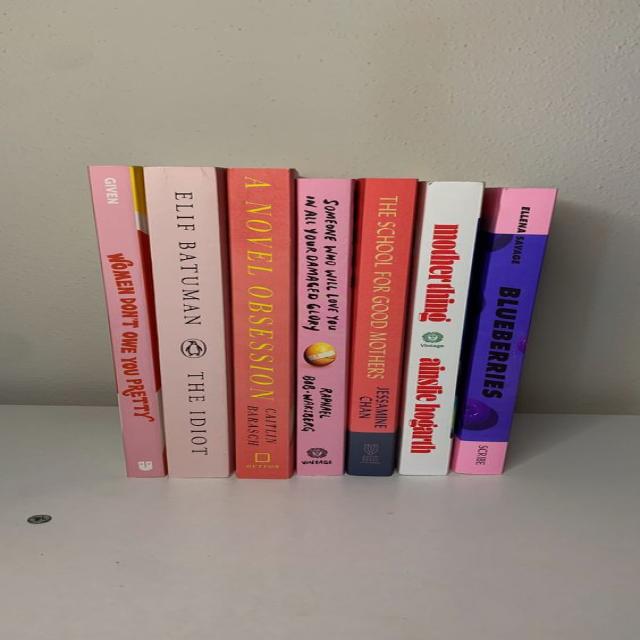 GIVEN
WOMEN DON'T OWE YOU PRETTY
ELIF BATUMAN THE IDIOT
A NOVEL OBSESSION
CAITLIN
BARASCH
DUTTON
SOMEONE WHO WILL LOVE YOU
IN ALL YOUR DAMAGED GLORY
RAPHAEL
BOB-WAKSBERG
VINTAGE
THE SCHOOL FOR GOOD MOTHERS
JESSAMINE
CHAN
motherthing
Vintage
ainslie hogarth
ELLENA SAVAGE
BLUEBERRIES
SCRIBE